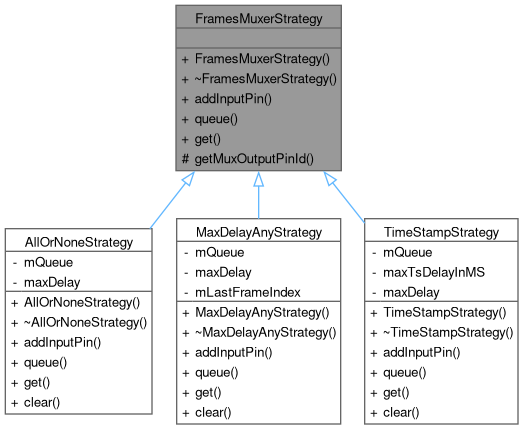 FramesMuxerStrategy
+ FramesMuxerStrategy()
+ ~FramesMuxerStrategy()
+ addInputPin()
+ queue()
+ get()
# getMuxOutputPinId()
AllOrNoneStrategy
- mQueue
- maxDelay
+ AllOrNoneStrategy()
+ ~AllOrNoneStrategy()
+ addInputPin()
+ queue()
+ get()
+ clear()
MaxDelayAnyStrategy
- mQueue
- maxDelay
- mLastFrameIndex
+ MaxDelayAnyStrategy()
+ ~MaxDelayAnyStrategy()
+ addInputPin()
+ queue()
+ get()
+ clear()
TimeStampStrategy
- mQueue
- maxTsDelayInMS
- maxDelay
+ TimeStampStrategy()
+ ~TimeStampStrategy()
+ addInputPin()
+ queue()
+ get()
+ clear()